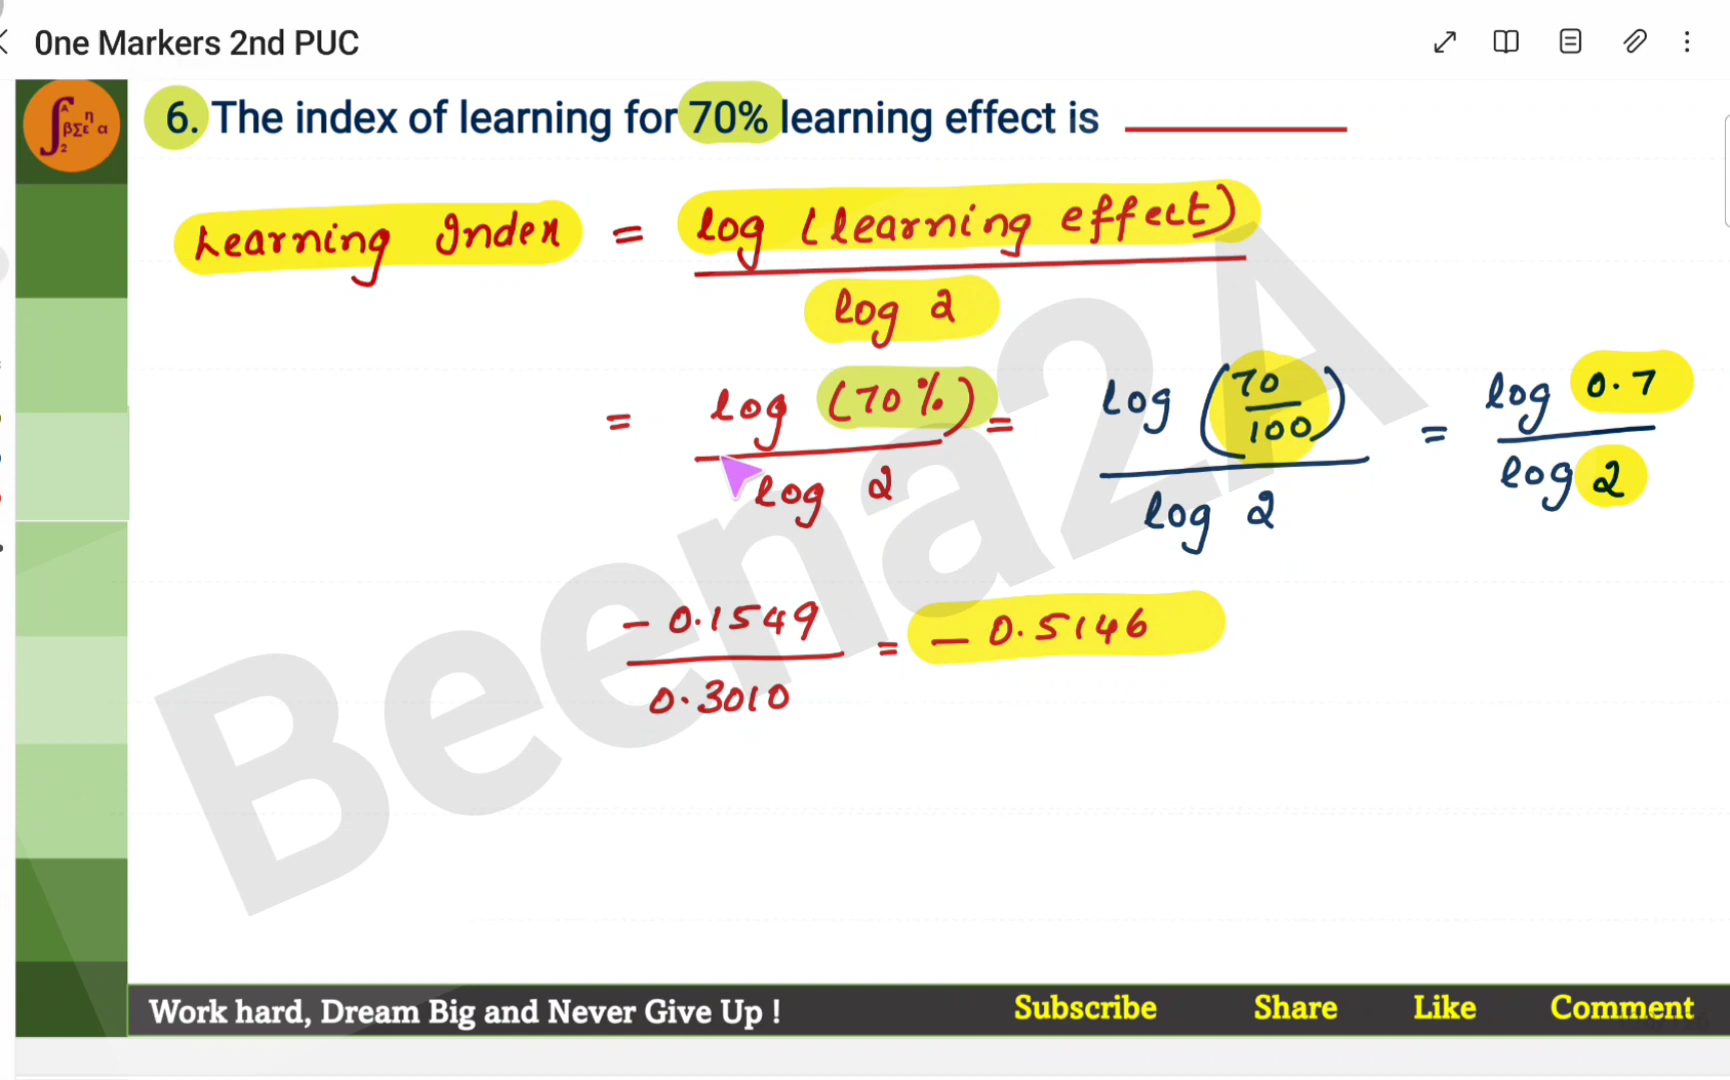 One Markers 2nd PUC
6. The index of learning for 70% learning effect is ________
Learning Index = log (learning effect) / log 2
= log (70%) / log 2 = log (70/100) / log 2 = log 0.7 / log 2
- 0.1549 / 0.3010 = - 0.5146
Beena2A
Work hard, Dream Big and Never Give Up ! Subscribe Share Like Comment